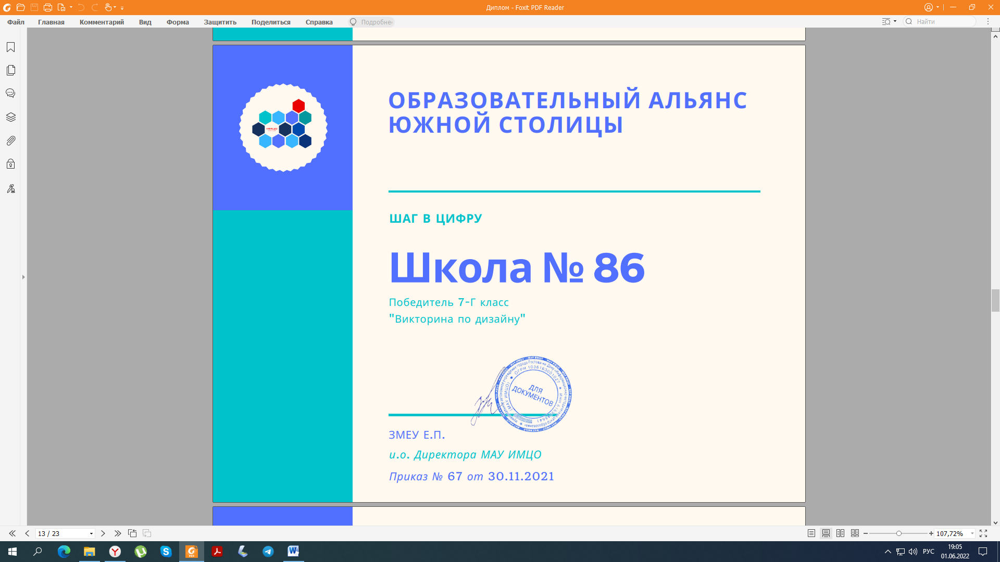 Диплом - Foxit PDF Reader
Файл Главная Комментарий Вид Форма Защитить Поделиться Справка Подробнее
Найти
ОБРАЗОВАТЕЛЬНЫЙ АЛЬЯНС
ЮЖНОЙ СТОЛИЦЫ
ИМЦО
ШАГ В ЦИФРУ
Школа № 86
Победитель 7-Г класс
"Викторина по дизайну"
ОГРН 1036163001027
ДЛЯ
ДОКУМЕНТОВ
(МАУ ИМЦО)
ЗМЕУ Е.П.
и.о. Директора МАУ ИМЦО
Приказ № 67 от 30.11.2021
13 / 23
107,72%
РУС
19:05
01.06.2022